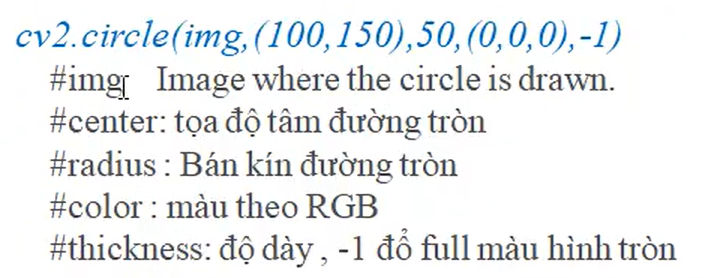 cv2.circle(img,(100,150),50,(0,0,0),-1)
#img Image where the circle is drawn.
#center: tọa độ tâm đường tròn
#radius : Bán kín đường tròn
#color : màu theo RGB
#thickness: độ dày , -1 đổ full màu hình tròn